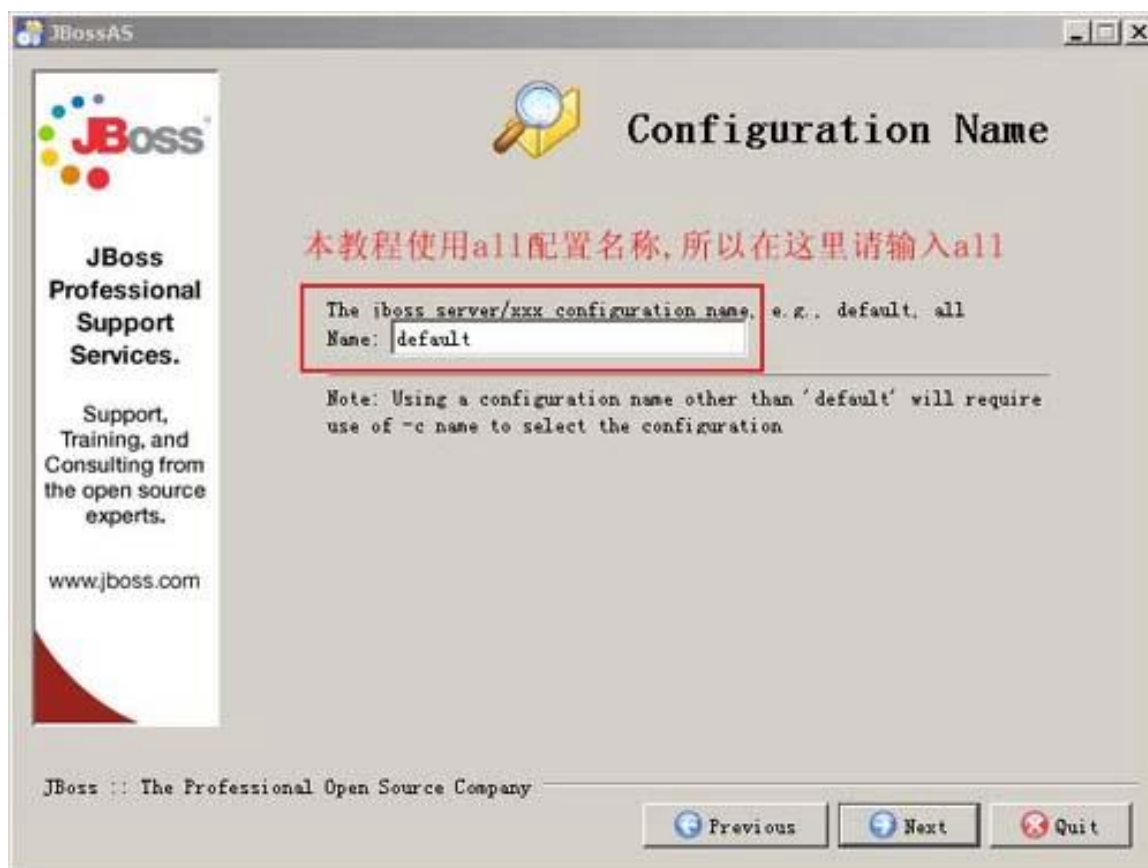 JBossAS
JBoss
Configuration Name
JBoss
Professional
Support
Services.
Support,
Training, and
Consulting from
the open source
experts.
www.jboss.com
本教程使用all配置名称,所以在这里请输入all
The jboss server/xxx configuration name, e.g., default, all
Name: default
Note: Using a configuration name other than 'default' will require
use of -c name to select the configuration
JBoss :: The Professional Open Source Company
Previous Next Quit